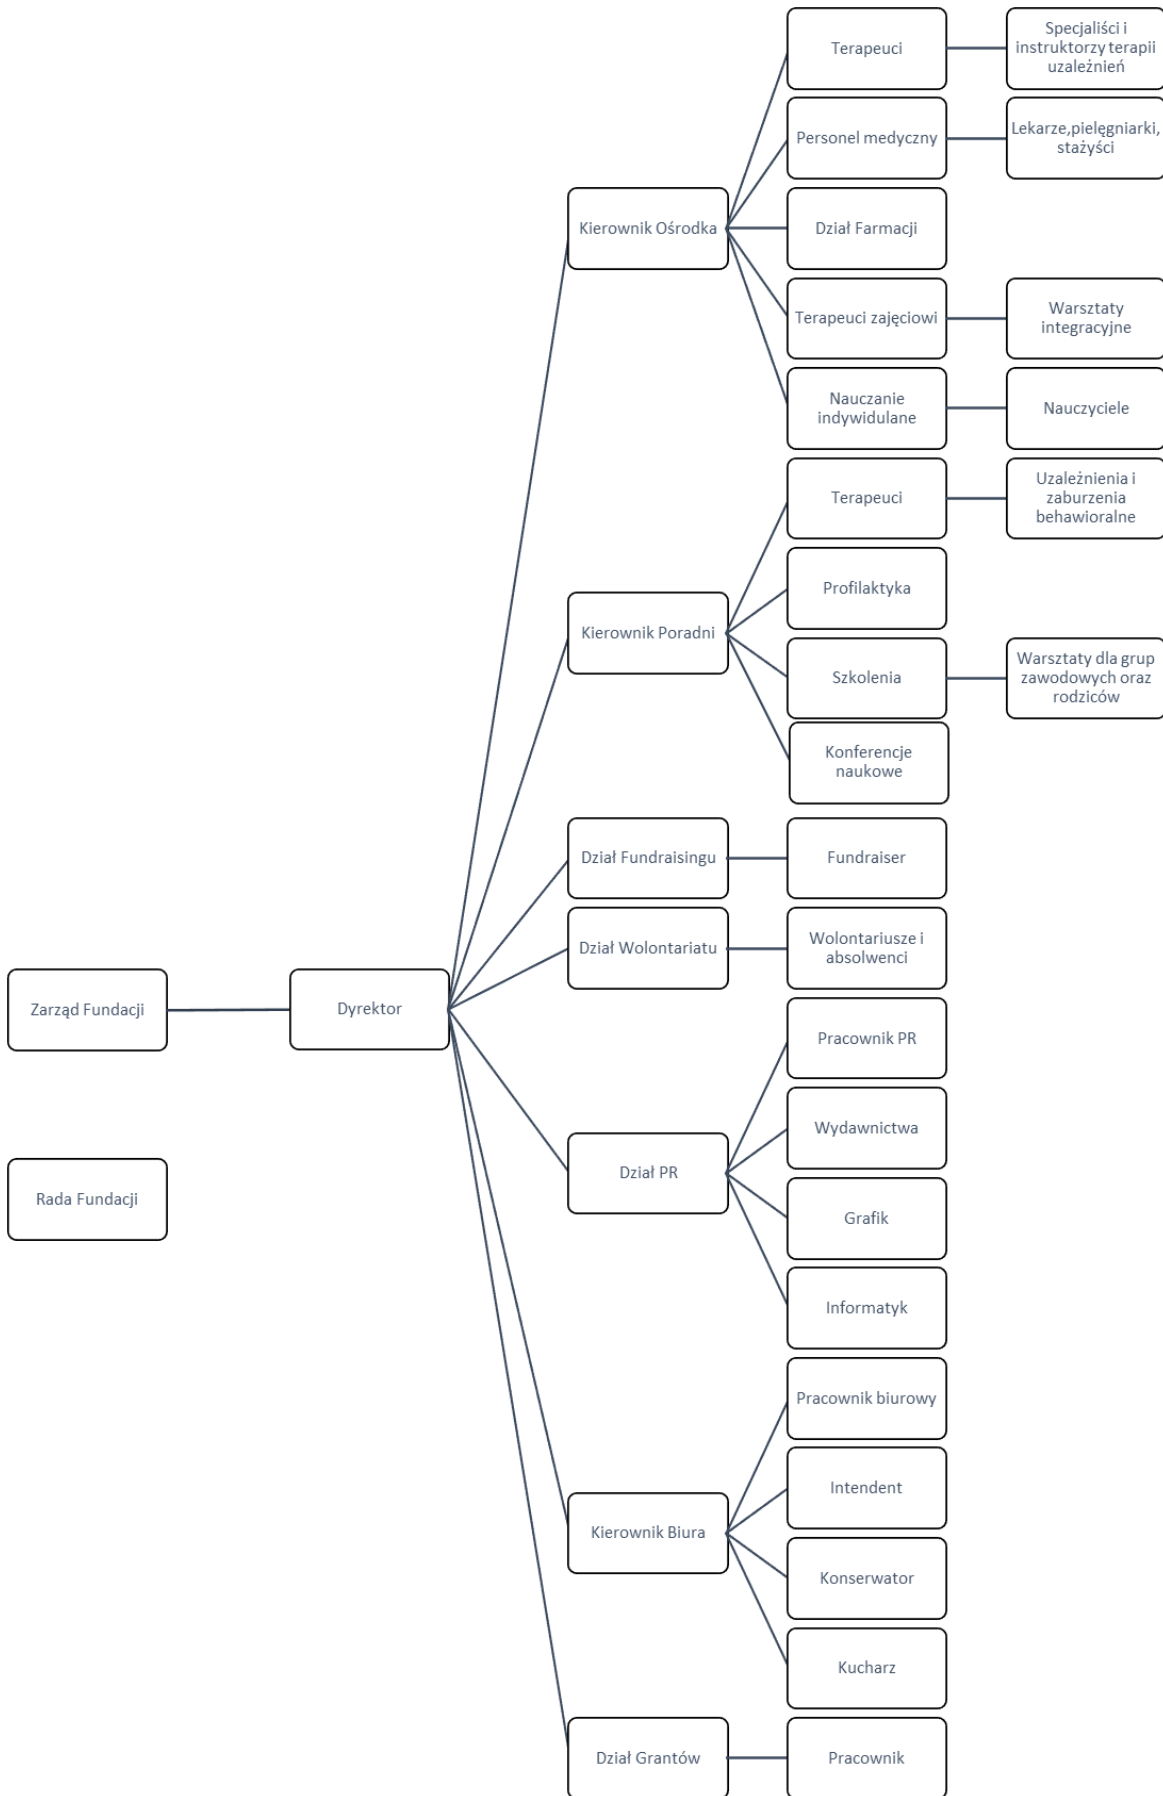 Terapeuci
Specjaliści i
instruktorzy terapii
uzależnień
Personel medyczny
Lekarze,pielęgniarki,
stażyści
Kierownik Ośrodka
Dział Farmacji
Terapeuci zajęciowi
Warsztaty
integracyjne
Nauczanie
indywidulane
Nauczyciele
Terapeuci
Uzależnienia i
zaburzenia
behawioralne
Profilaktyka
Kierownik Poradni
Szkolenia
Warsztaty dla grup
zawodowych oraz
rodziców
Konferencje
naukowe
Dział Fundraisingu
Fundraiser
Dział Wolontariatu
Wolontariusze i
absolwenci
Zarząd Fundacji
Dyrektor
Pracownik PR
Wydawnictwa
Dział PR
Rada Fundacji
Grafik
Informatyk
Pracownik biurowy
Intendent
Kierownik Biura
Konserwator
Kucharz
Dział Grantów
Pracownik